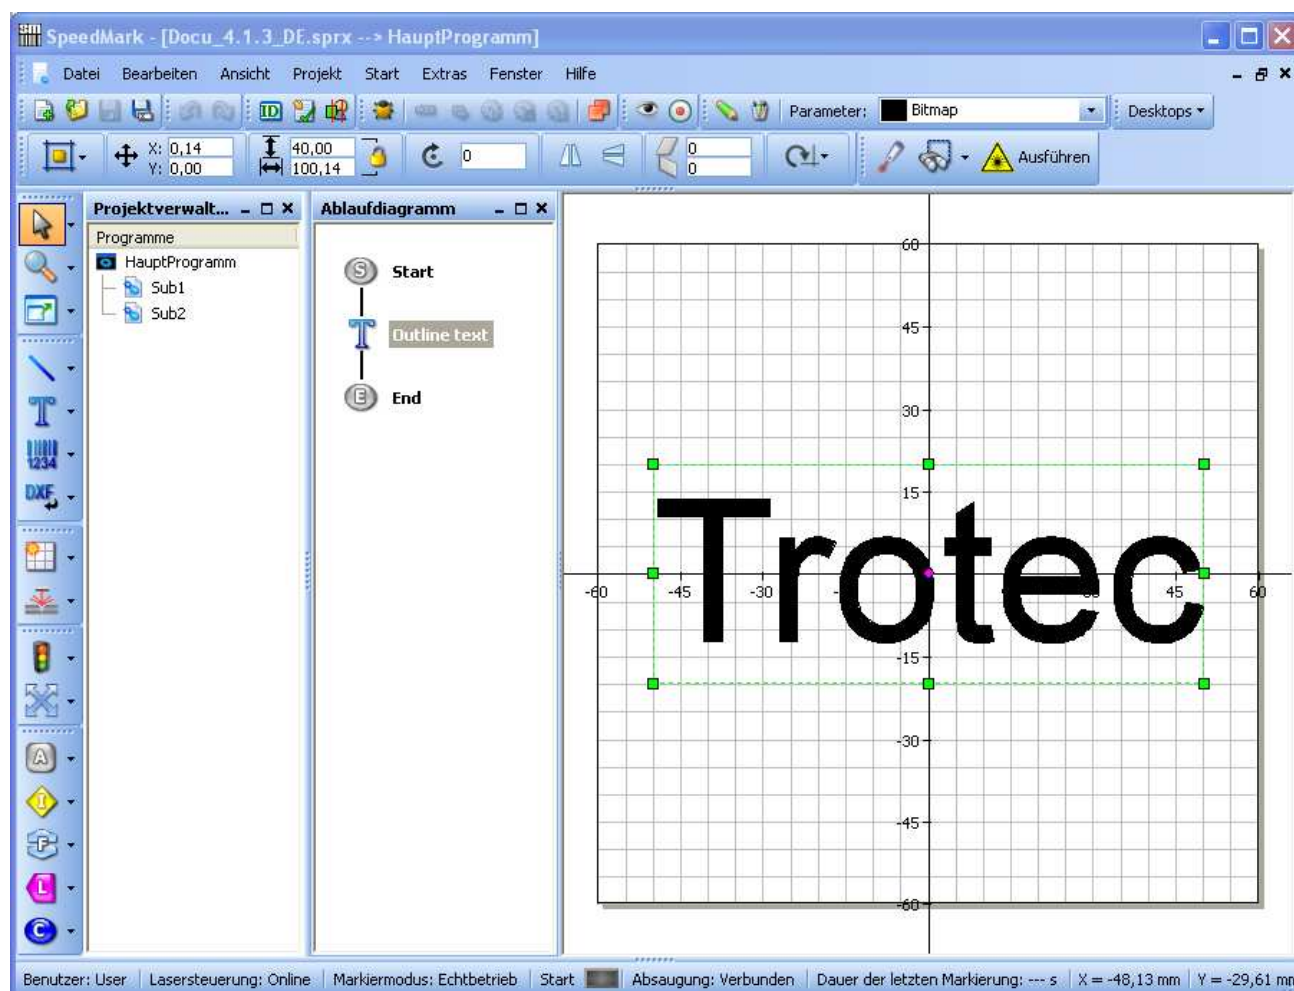 SpeedMark - [Docu_4.1.3_DE.sprx --> HauptProgramm]
Datei Bearbeiten Ansicht Projekt Start Extras Fenster Hilfe
ID Parameter: Bitmap Desktops
X: 0,14 40,00 0 0 Ausführen
Y: 0,00 100,14 0
Projektverwalt... Ablaufdiagramm
Programme
HauptProgramm
Sub1
Sub2
S Start
T Outline text
E End
T
1234
DXF
A
I
F
L
C
60
45
30
15
Trotec
-60 -45 -30 45 60
-15
-30
-45
-60
Benutzer: User Lasersteuerung: Online Markiermodus: Echtbetrieb Start Absaugung: Verbunden Dauer der letzten Markierung: --- s X = -48,13 mm Y = -29,61 mm